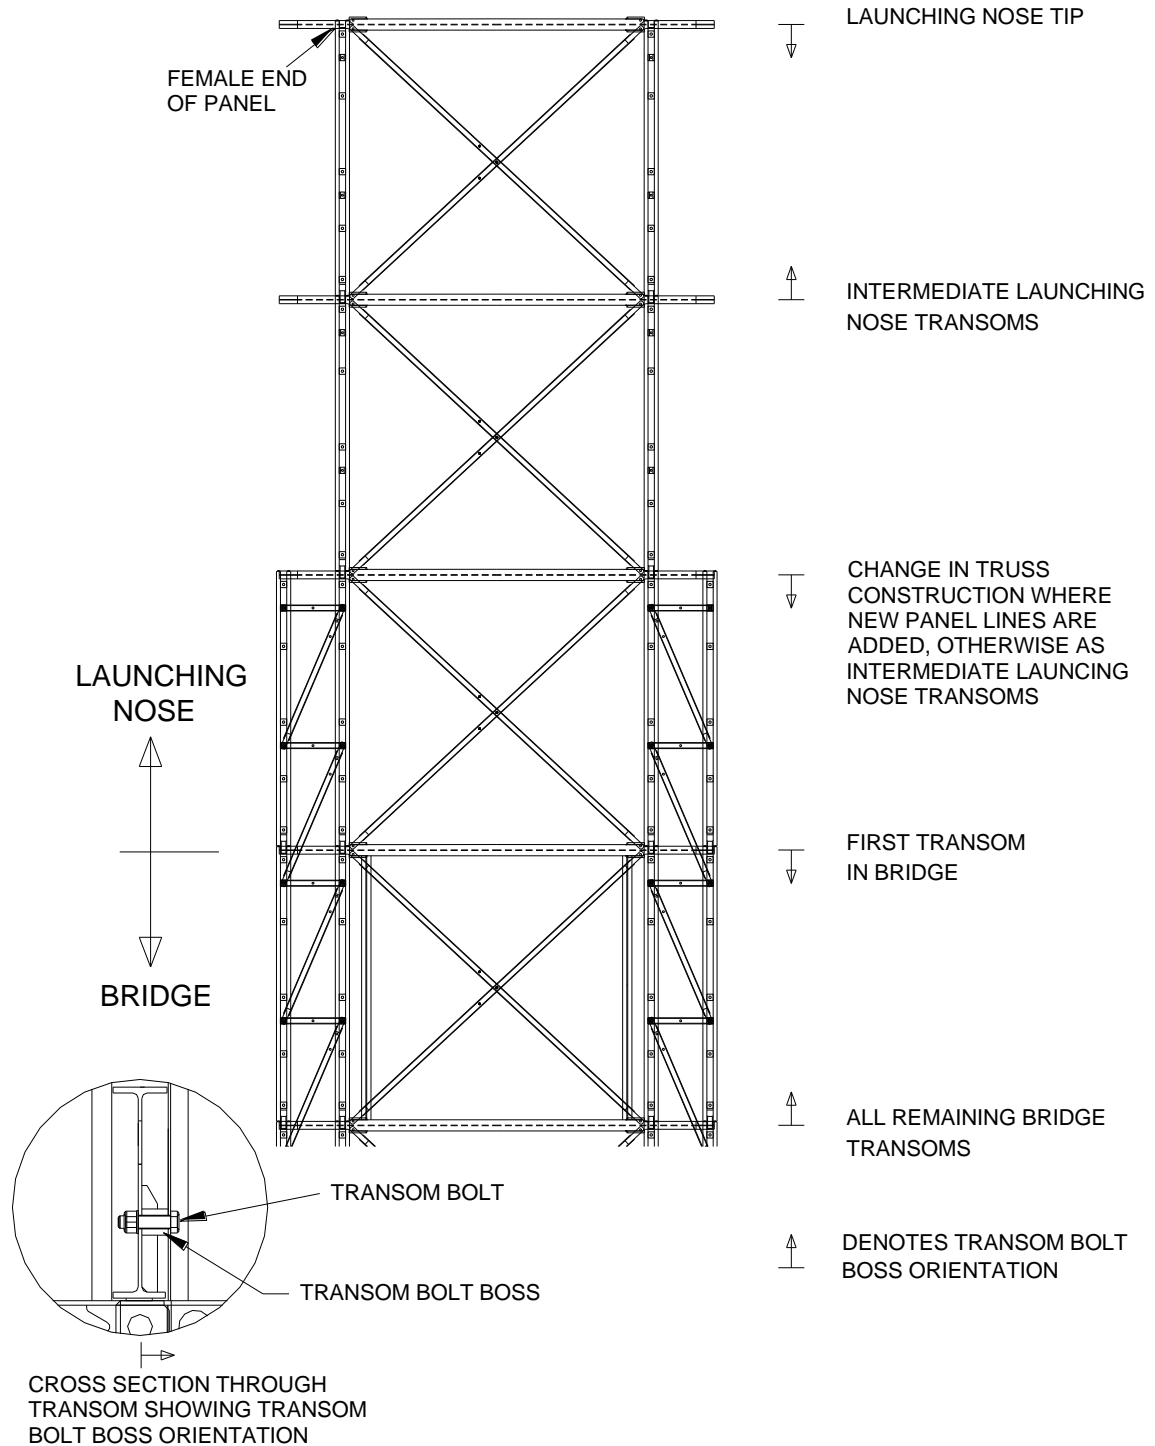 LAUNCHING NOSE TIP
FEMALE END
OF PANEL
INTERMEDIATE LAUNCHING
NOSE TRANSOMS
CHANGE IN TRUSS
CONSTRUCTION WHERE
NEW PANEL LINES ARE
ADDED, OTHERWISE AS
INTERMEDIATE LAUNCING
NOSE TRANSOMS
LAUNCHING
NOSE
FIRST TRANSOM
IN BRIDGE
BRIDGE
ALL REMAINING BRIDGE
TRANSOMS
TRANSOM BOLT
DENOTES TRANSOM BOLT
BOSS ORIENTATION
TRANSOM BOLT BOSS
CROSS SECTION THROUGH
TRANSOM SHOWING TRANSOM
BOLT BOSS ORIENTATION